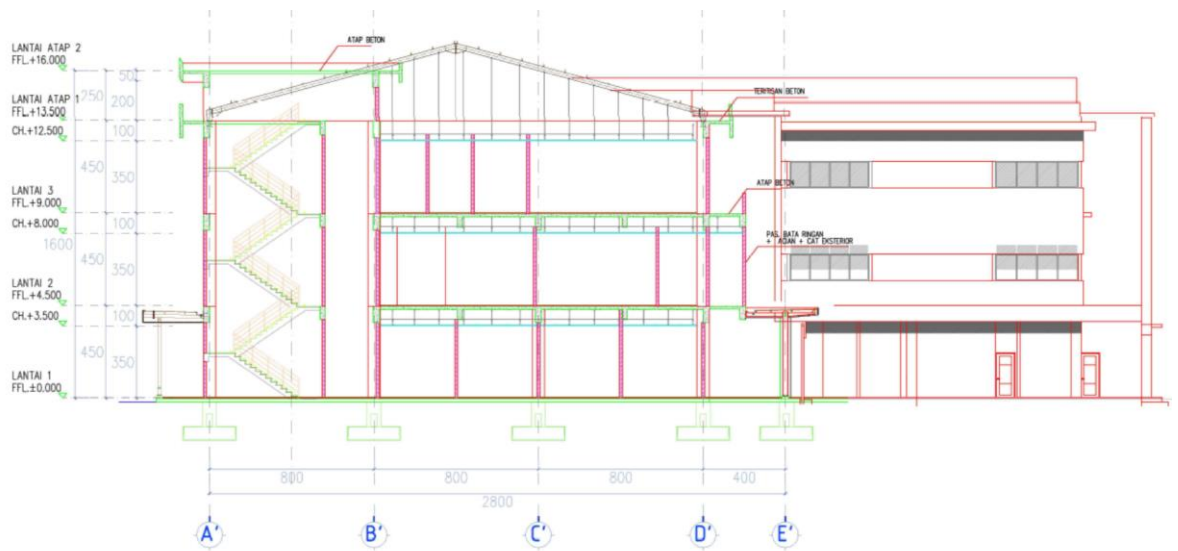 LANTAI ATAP 2
FFL.+16.000
ATAP BETON
50
250
200
LANTAI ATAP 1
FFL.+13.500
TERITISAN BETON
CH.+12.500
100
450
350
ATAP BETON
LANTAI 3
FFL.+9.000
CH.+8.000
100
1600
PAS. BATA RINGAN
+ ACIAN + CAT EKSTERIOR
450
350
LANTAI 2
FFL.+4.500
CH.+3.500
100
450
350
LANTAI 1
FFL.±0.000
800
800
800
400
2800
A'
B'
C'
D'
E'